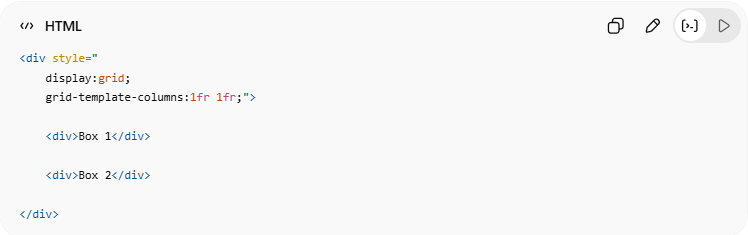 HTML
<div style="
display:grid;
grid-template-columns:1fr 1fr;">
<div>Box 1</div>
<div>Box 2</div>
</div>